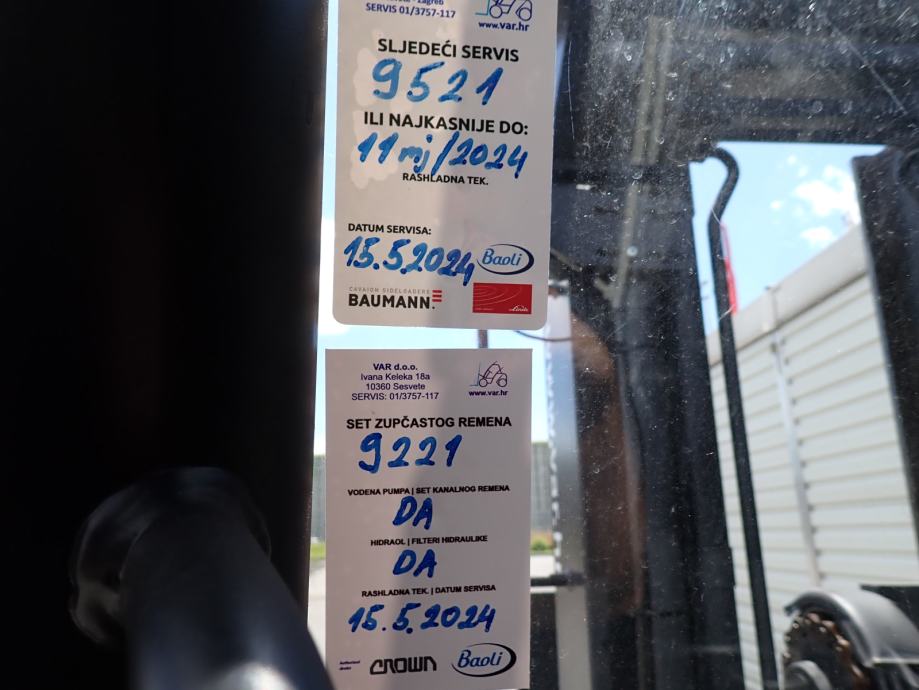 SERVIS 01/3757-117
www.var.hr
SLJEDEĆI SERVIS
9521
ILI NAJKASNIJE DO:
11 mj/2024
RASHLADNA TEK.
DATUM SERVISA:
15.5.2024
Baoli
CAVAION SIDELOADERS
BAUMANN
Linde
VAR d.o.o.
Ivana Keleka 18a
10360 Sesvete
SERVIS: 01/3757-117
www.var.hr
SET ZUPČASTOG REMENA
9221
VODENA PUMPA | SET KANALNOG REMENA
DA
HIDRAOL | FILTERI HIDRAULIKE
DA
RASHLADNA TEK. | DATUM SERVISA
15.5.2024
CROWN
Baoli